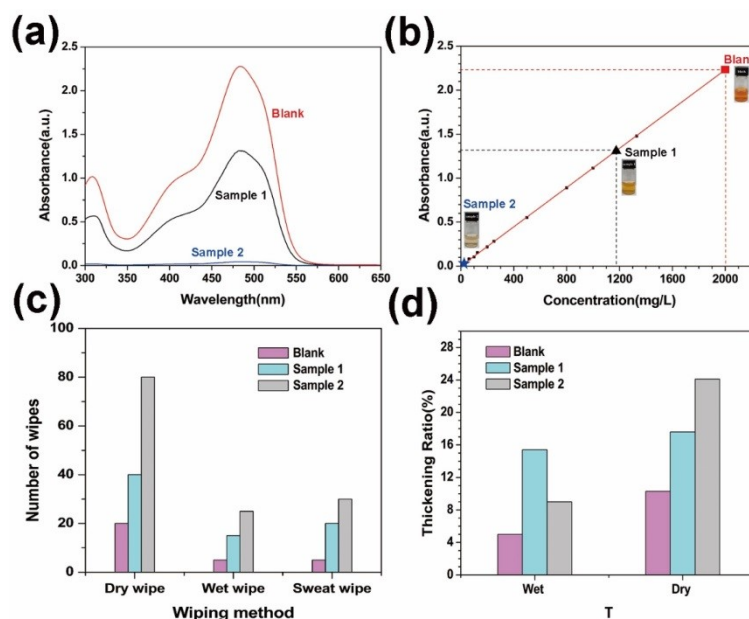 (a)
2.5
2.0
1.5
1.0
0.5
0.0
300 350 400 450 500 550 600 650
Absorbance(a.u.)
Wavelength(nm)
Blank
Sample 1
Sample 2
(b)
2.5
2.0
1.5
1.0
0.5
0.0
0 400 800 1200 1600 2000
Absorbance(a.u.)
Concentration(mg/L)
Blan
Sample 1
Sample 2
(c)
100
80
60
40
20
0
Number of wipes
Blank
Sample 1
Sample 2
Dry wipe Wet wipe Sweat wipe
Wiping method
(d)
28
24
20
16
12
8
4
0
Thickening Ratio(%)
Blank
Sample 1
Sample 2
Wet Dry
T